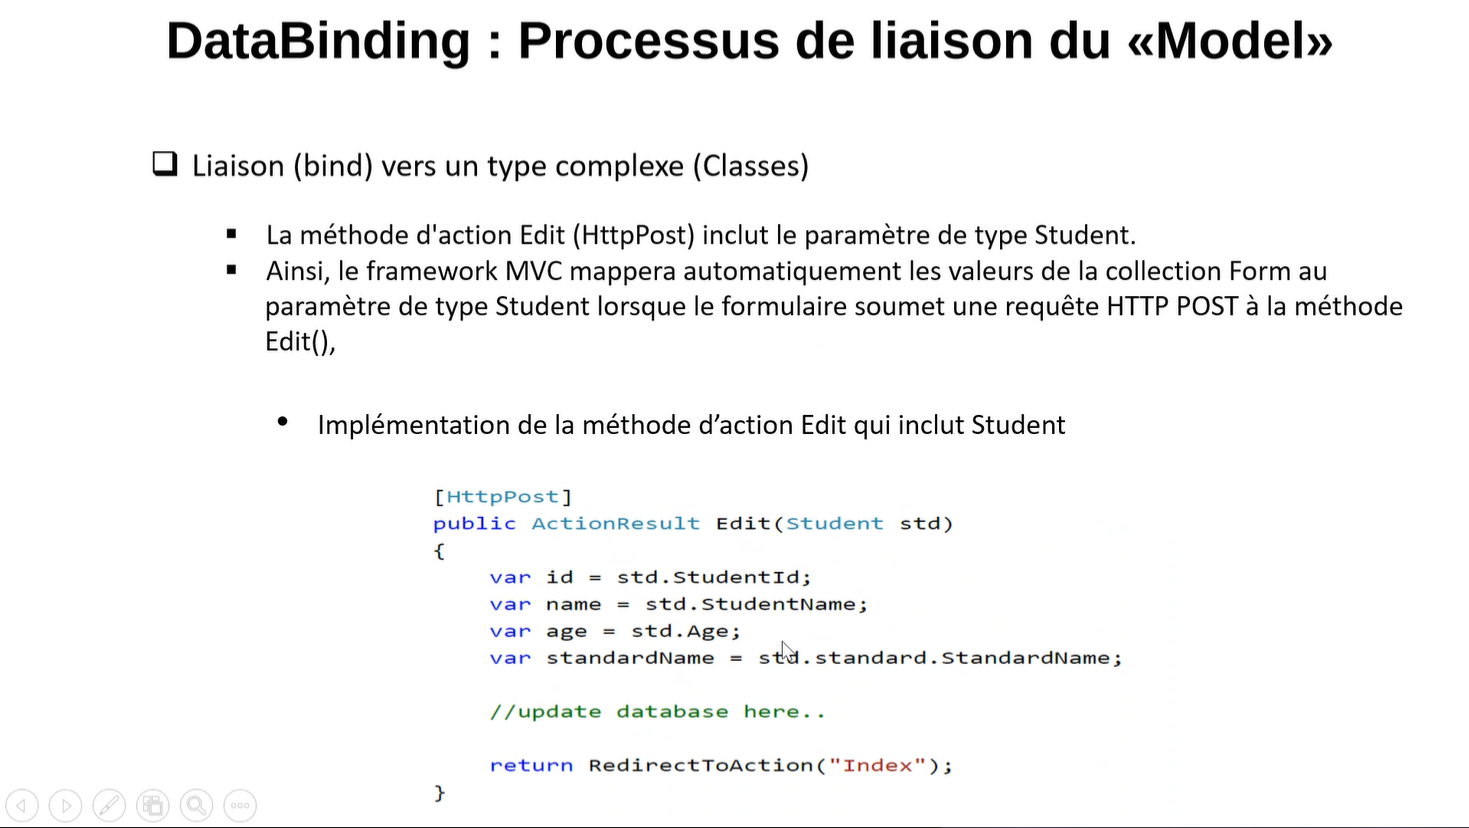 DataBinding : Processus de liaison du «Model»
Liaison (bind) vers un type complexe (Classes)
La méthode d'action Edit (HttpPost) inclut le paramètre de type Student.
Ainsi, le framework MVC mappera automatiquement les valeurs de la collection Form au
paramètre de type Student lorsque le formulaire soumet une requête HTTP POST à la méthode
Edit(),
Implémentation de la méthode d’action Edit qui inclut Student
[HttpPost]
public ActionResult Edit(Student std)
{
var id = std.StudentId;
var name = std.StudentName;
var age = std.Age;
var standardName = std.standard.StandardName;
//update database here..
return RedirectToAction("Index");
}